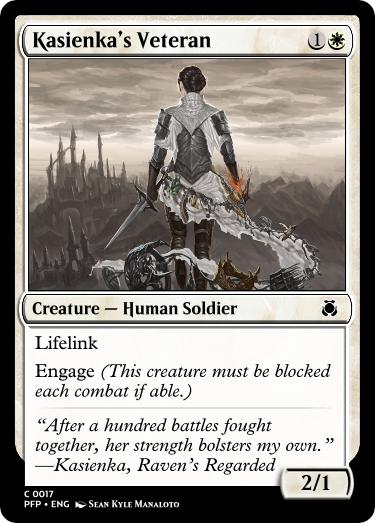 Kasienka's Veteran 1
Creature — Human Soldier
Lifelink
Engage (This creature must be blocked
each combat if able.)
"After a hundred battles fought
together, her strength bolsters my own."
—Kasienka, Raven's Regarded
2/1
C 0017
PFP • ENG Sean Kyle Manaloto